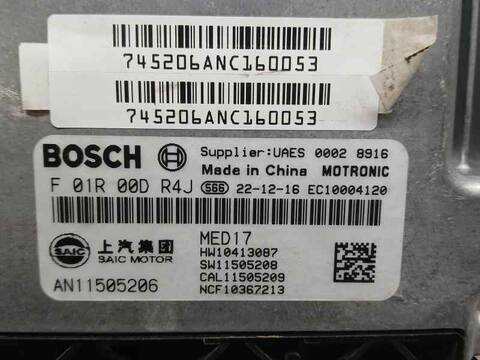 745206ANC160053
745206ANC160053
BOSCH Supplier:UAES 0002 8916
Made in China MOTRONIC
F 01R 00D R4J S66 22-12-16 EC10004120
SAIC 上汽集团 MED17
SAIC MOTOR HW10413087
SW11505208
AN11505206 CAL11505209
NCF10367213